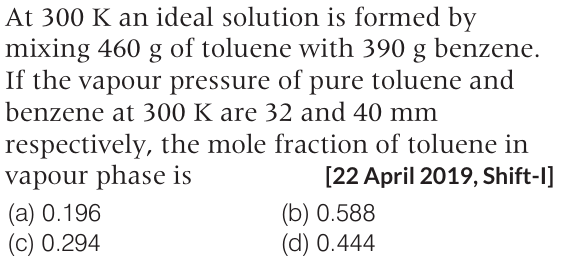 At 300 K an ideal solution is formed by
mixing 460 g of toluene with 390 g benzene.
If the vapour pressure of pure toluene and
benzene at 300 K are 32 and 40 mm
respectively, the mole fraction of toluene in
vapour phase is [22 April 2019, Shift-I]
(a) 0.196 (b) 0.588
(c) 0.294 (d) 0.444